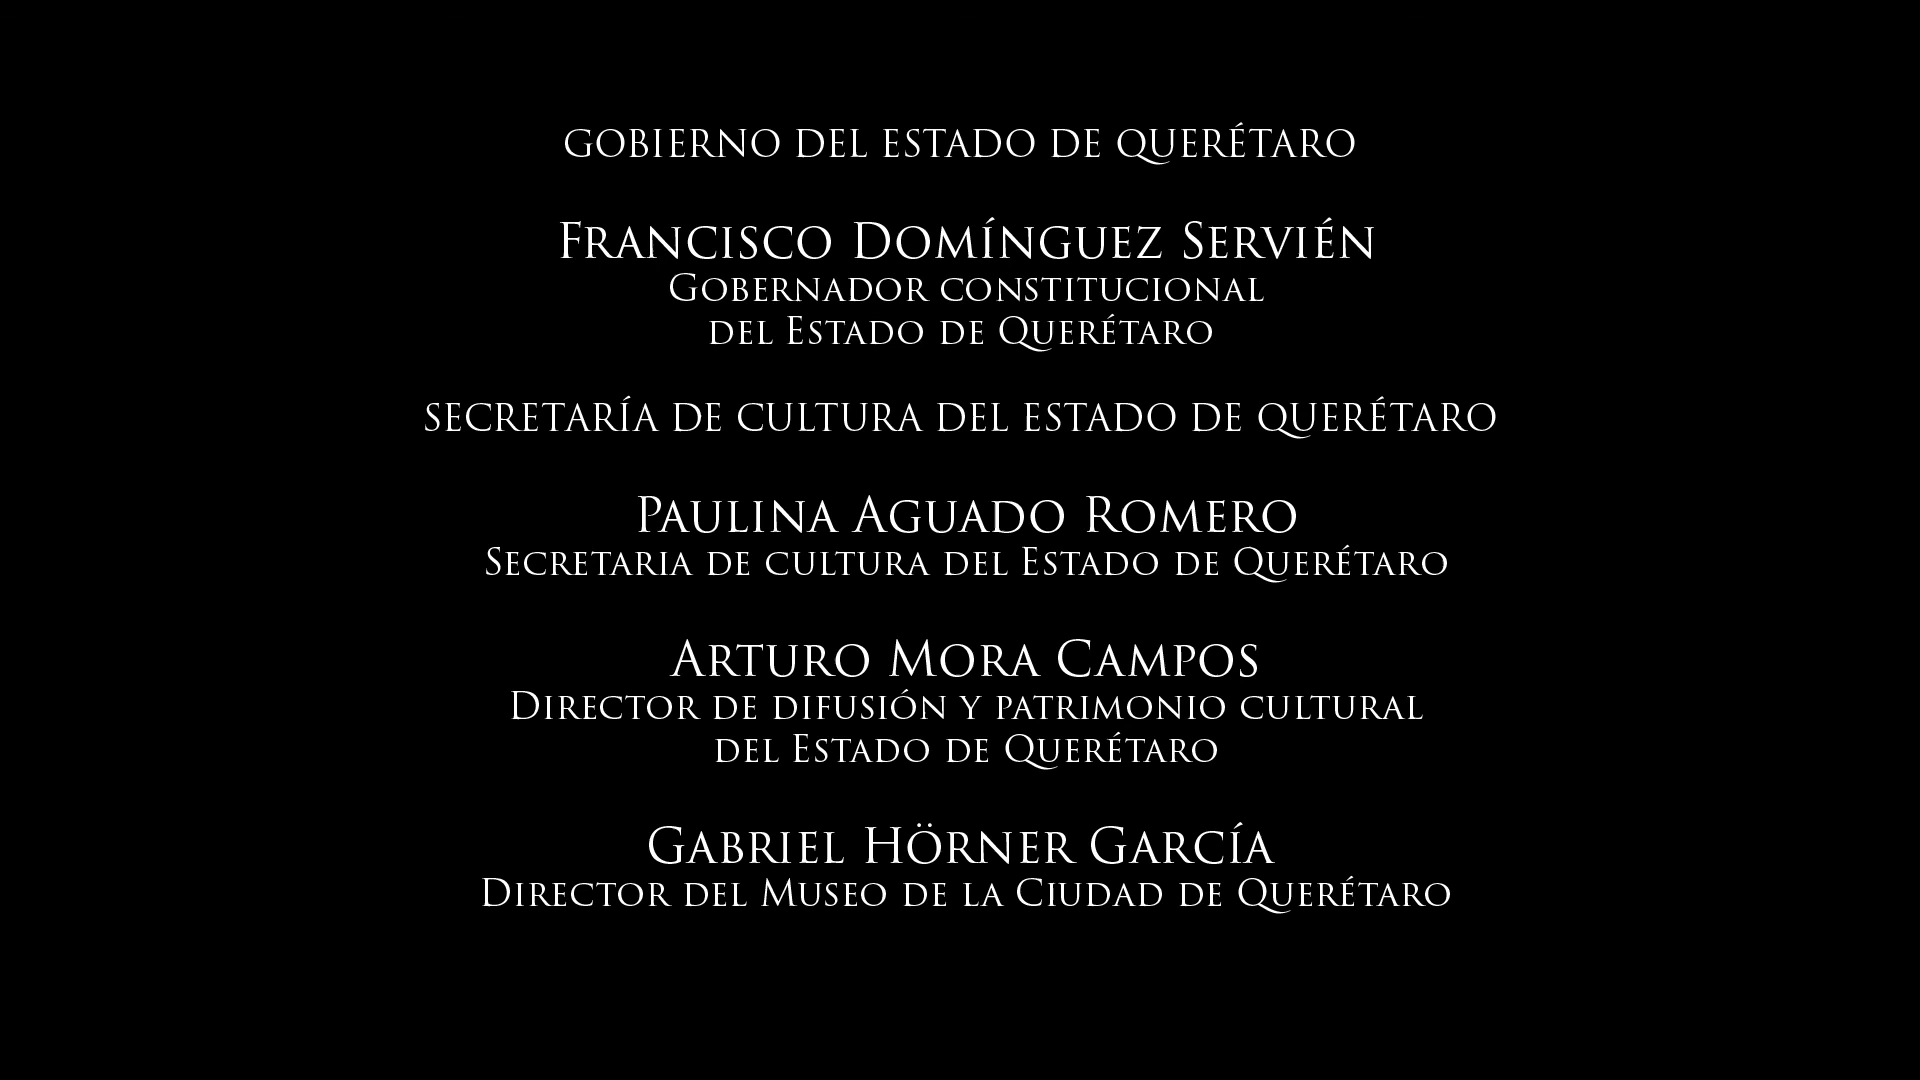 GOBIERNO DEL ESTADO DE QUERÉTARO
Francisco Domínguez Servién
Gobernador constitucional
del Estado de Querétaro
SECRETARÍA DE CULTURA DEL ESTADO DE QUERÉTARO
Paulina Aguado Romero
Secretaria de cultura del Estado de Querétaro
Arturo Mora Campos
Director de difusión y patrimonio cultural
del Estado de Querétaro
Gabriel Hörner García
Director del Museo de la Ciudad de Querétaro